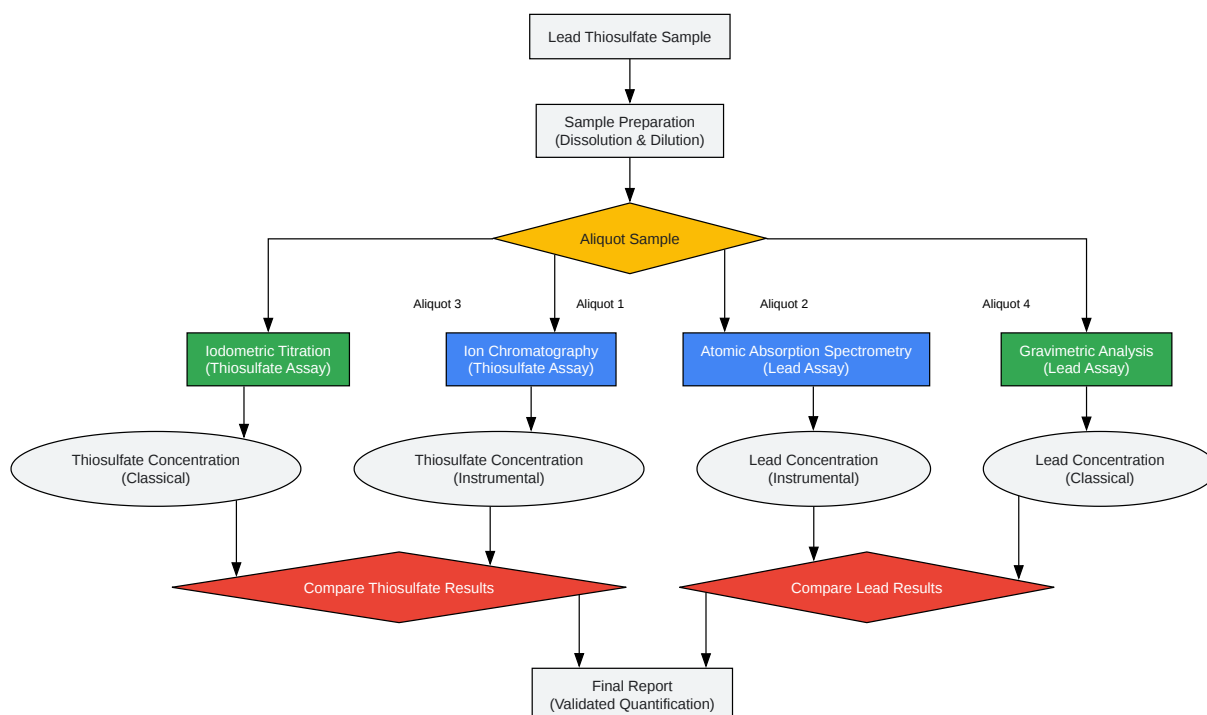 Lead Thiosulfate Sample
Sample Preparation
(Dissolution & Dilution)
Aliquot Sample
Aliquot 3
Aliquot 1
Aliquot 2
Aliquot 4
Iodometric Titration
(Thiosulfate Assay)
Ion Chromatography
(Thiosulfate Assay)
Atomic Absorption Spectrometry
(Lead Assay)
Gravimetric Analysis
(Lead Assay)
Thiosulfate Concentration
(Classical)
Thiosulfate Concentration
(Instrumental)
Lead Concentration
(Instrumental)
Lead Concentration
(Classical)
Compare Thiosulfate Results
Compare Lead Results
Final Report
(Validated Quantification)